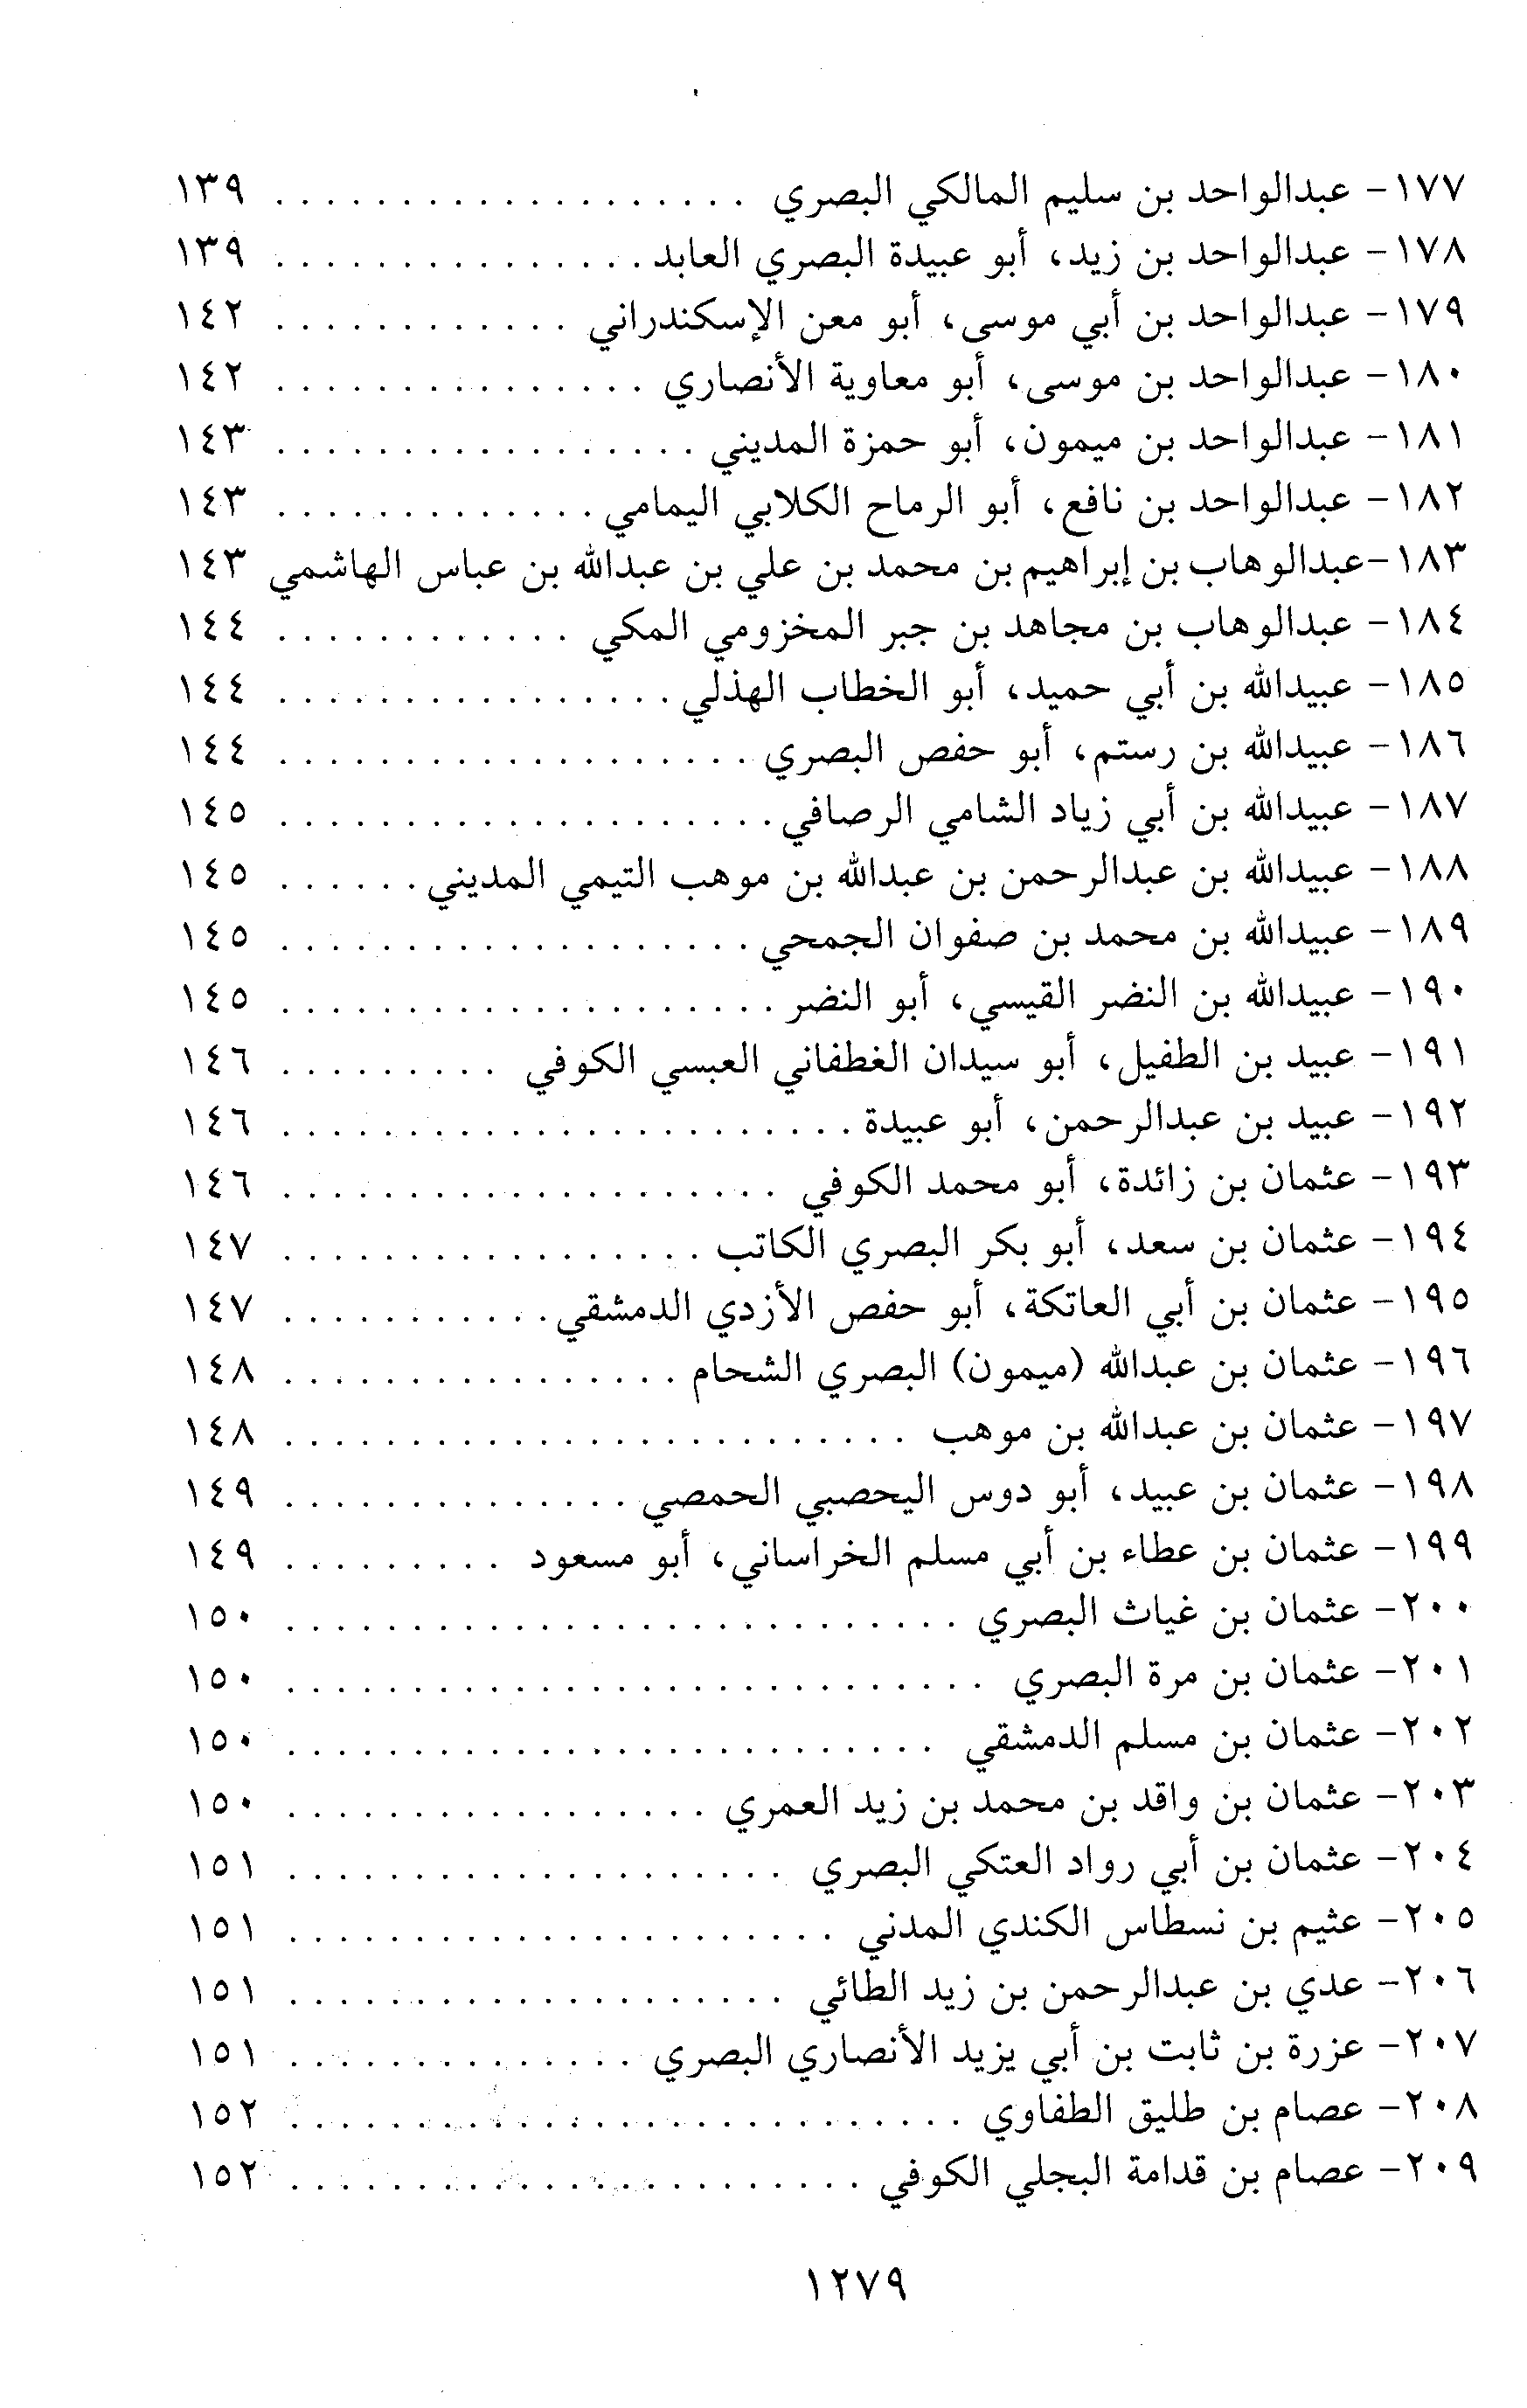 ١٧٧- عبدالواحد بن سليم المالكي البصري . . . . . . . . . . . . . . . . . . . ١٣٩
١٧٨- عبدالواحد بن زيد، أبو عبيدة البصري العابد . . . . . . . . . . . . . . . ١٣٩
١٧٩- عبدالواحد بن أبي موسى، أبو معن الإسكندراني . . . . . . . . . . . . ١٤٢
١٨٠- عبدالواحد بن موسى، أبو معاوية الأنصاري . . . . . . . . . . . . . . . ١٤٢
١٨١- عبدالواحد بن ميمون، أبو حمزة المديني . . . . . . . . . . . . . . . . . ١٤٣
١٨٢- عبدالواحد بن نافع، أبو الرماح الكلابي اليمامي . . . . . . . . . . . . . ١٤٣
١٨٣-عبدالوهاب بن إبراهيم بن محمد بن علي بن عبدالله بن عباس الهاشمي ١٤٣
١٨٤- عبدالوهاب بن مجاهد بن جبر المخزومي المكي . . . . . . . . . . . . ١٤٤
١٨٥- عبيدالله بن أبي حميد، أبو الخطاب الهذلي . . . . . . . . . . . . . . . . ١٤٤
١٨٦- عبيدالله بن رستم، أبو حفص البصري . . . . . . . . . . . . . . . . . . . ١٤٤
١٨٧- عبيدالله بن أبي زياد الشامي الرصافي . . . . . . . . . . . . . . . . . . . . ١٤٥
١٨٨- عبيدالله بن عبدالرحمن بن عبدالله بن موهب التيمي المديني . . . . . . ١٤٥
١٨٩- عبيدالله بن محمد بن صفوان الجمحي . . . . . . . . . . . . . . . . . . . ١٤٥
١٩٠- عبيدالله بن النضر القيسي، أبو النضر . . . . . . . . . . . . . . . . . . . . ١٤٥
١٩١- عبيد بن الطفيل، أبو سيدان الغطفاني العبسي الكوفي . . . . . . . . . ١٤٦
١٩٢- عبيد بن عبدالرحمن، أبو عبيدة . . . . . . . . . . . . . . . . . . . . . . . ١٤٦
١٩٣- عثمان بن زائدة، أبو محمد الكوفي . . . . . . . . . . . . . . . . . . . . ١٤٦
١٩٤- عثمان بن سعد، أبو بكر البصري الكاتب . . . . . . . . . . . . . . . . . ١٤٧
١٩٥- عثمان بن أبي العاتكة، أبو حفص الأزدي الدمشقي . . . . . . . . . . . ١٤٧
١٩٦- عثمان بن عبدالله (ميمون) البصري الشحام . . . . . . . . . . . . . . . . ١٤٨
١٩٧- عثمان بن عبدالله بن موهب . . . . . . . . . . . . . . . . . . . . . . . . . ١٤٨
١٩٨- عثمان بن عبيد، أبو دوس اليحصبي الحمصي . . . . . . . . . . . . . . ١٤٩
١٩٩- عثمان بن عطاء بن أبي مسلم الخراساني، أبو مسعود . . . . . . . . . ١٤٩
٢٠٠- عثمان بن غياث البصري . . . . . . . . . . . . . . . . . . . . . . . . . . . ١٥٠
٢٠١- عثمان بن مرة البصري . . . . . . . . . . . . . . . . . . . . . . . . . . . . ١٥٠
٢٠٢- عثمان بن مسلم الدمشقي . . . . . . . . . . . . . . . . . . . . . . . . . . ١٥٠
٢٠٣- عثمان بن واقد بن محمد بن زيد العمري . . . . . . . . . . . . . . . . . ١٥٠
٢٠٤- عثمان بن أبي رواد العتكي البصري . . . . . . . . . . . . . . . . . . . . ١٥١
٢٠٥- عثيم بن نسطاس الكندي المدني . . . . . . . . . . . . . . . . . . . . . . ١٥١
٢٠٦- عدي بن عبدالرحمن بن زيد الطائي . . . . . . . . . . . . . . . . . . . . ١٥١
٢٠٧- عزرة بن ثابت بن أبي يزيد الأنصاري البصري . . . . . . . . . . . . . . ١٥١
٢٠٨- عصام بن طليق الطفاوي . . . . . . . . . . . . . . . . . . . . . . . . . . . ١٥٢
٢٠٩- عصام بن قدامة البجلي الكوفي . . . . . . . . . . . . . . . . . . . . . . . ١٥٢
١٢٧٩